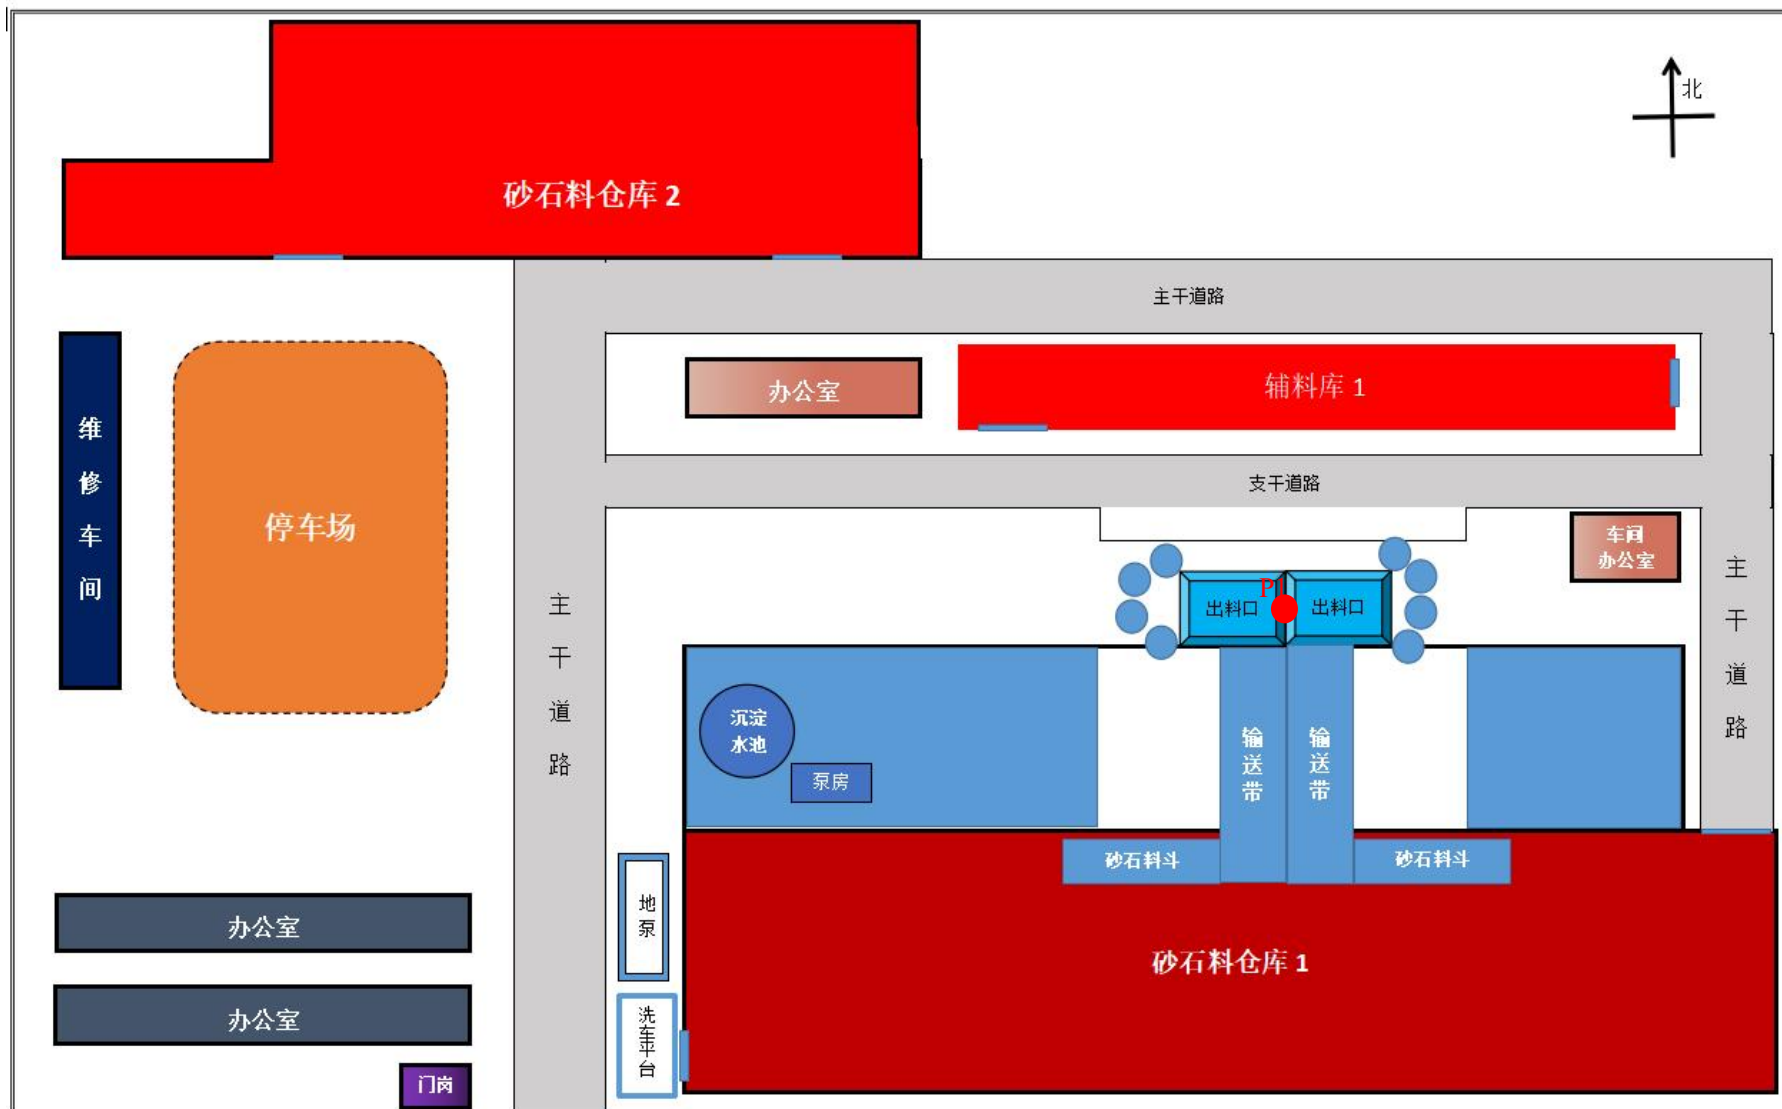 北
砂石料仓库 2
主干道路
办公室
辅料库 1
维修车间
停车场
支干道路
车间
办公室
P
出料口
出料口
主干道路
主干道路
沉淀
水池
泵房
输送带
输送带
砂石料斗
砂石料斗
地泵
办公室
砂石料仓库 1
办公室
洗车平台
门岗